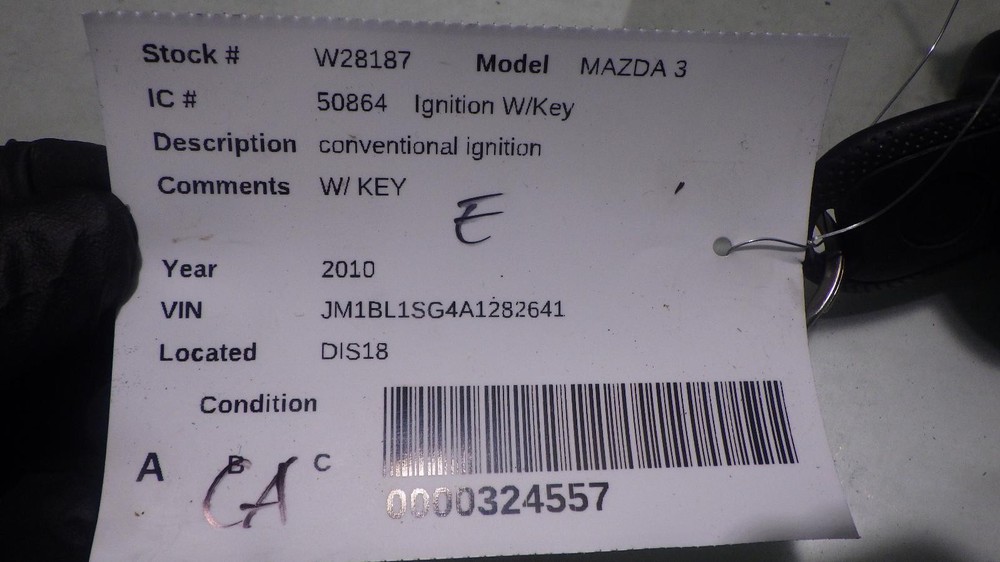 Stock # W28187 Model MAZDA 3
IC # 50864 Ignition W/Key
Description conventional ignition
Comments W/ KEY
E
Year 2010
VIN JM1BL1SG4A1282641
Located DIS18
Condition
A B C
CA
0000324557